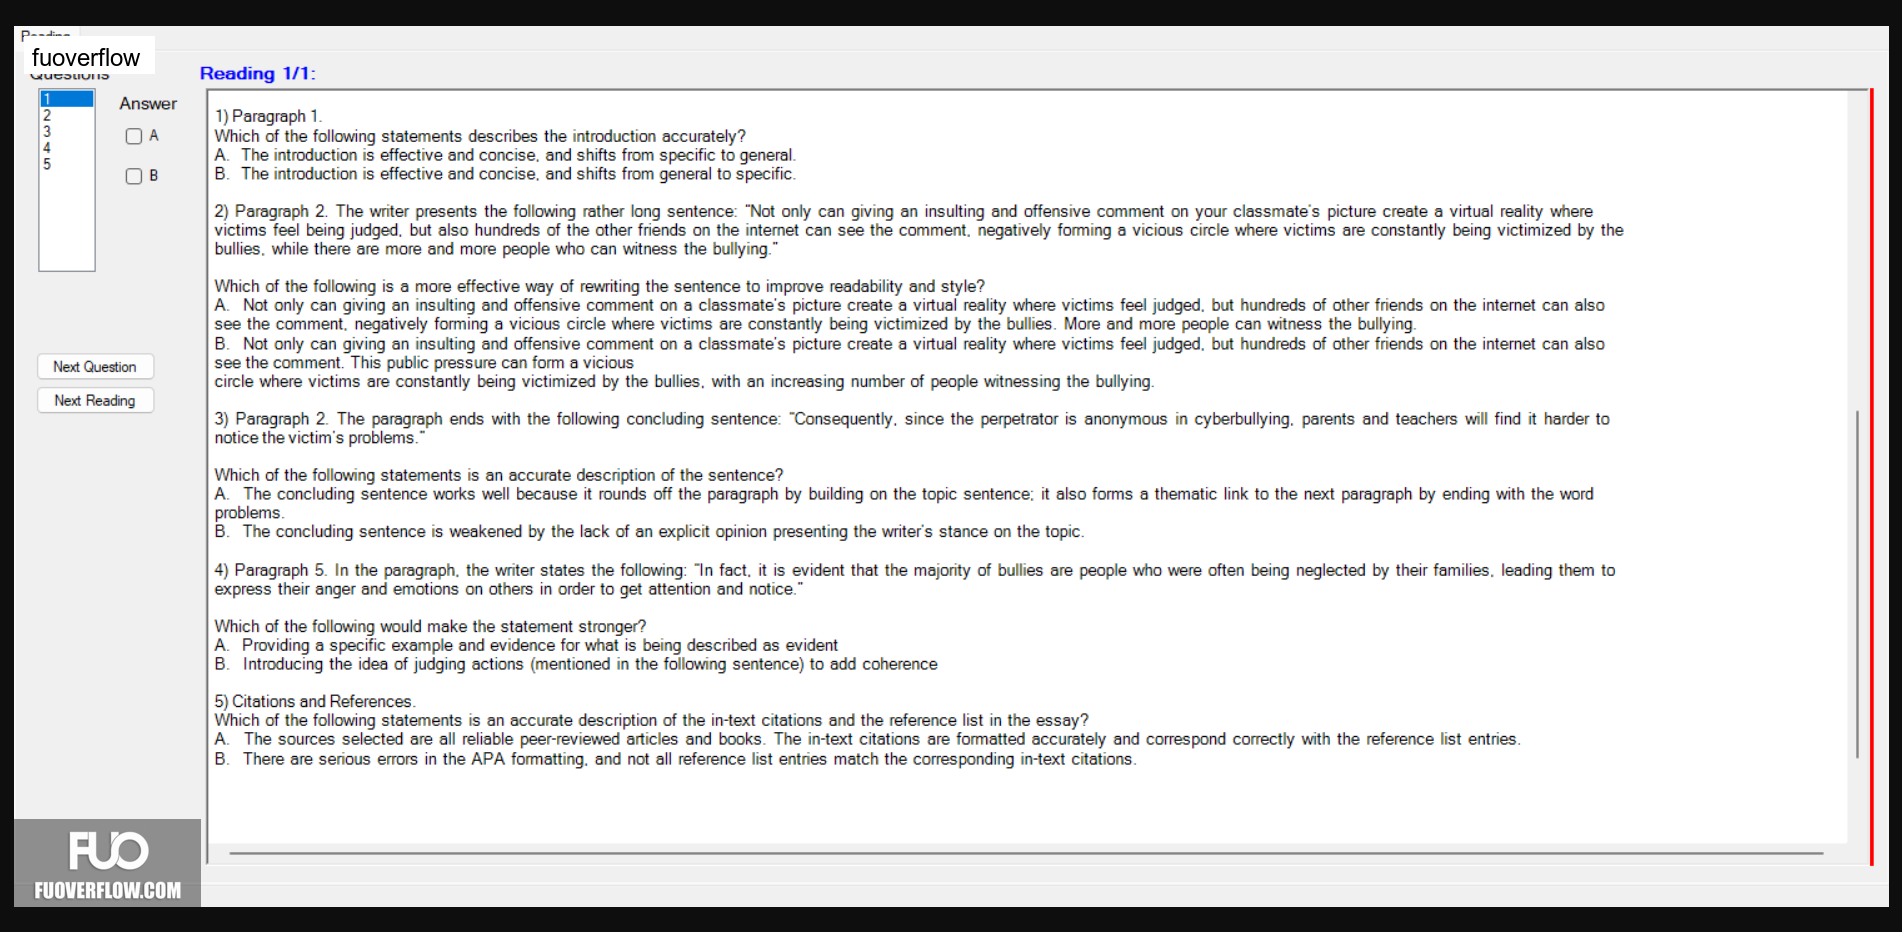 Reading
fuoverflow
Questions
Reading 1/1:
1
2
3
4
5
Answer
A
B
Next Question
Next Reading
1) Paragraph 1.
Which of the following statements describes the introduction accurately?
A. The introduction is effective and concise, and shifts from specific to general.
B. The introduction is effective and concise, and shifts from general to specific.
2) Paragraph 2. The writer presents the following rather long sentence: "Not only can giving an insulting and offensive comment on your classmate's picture create a virtual reality where
victims feel being judged, but also hundreds of the other friends on the internet can see the comment, negatively forming a vicious circle where victims are constantly being victimized by the
bullies, while there are more and more people who can witness the bullying."
Which of the following is a more effective way of rewriting the sentence to improve readability and style?
A. Not only can giving an insulting and offensive comment on a classmate's picture create a virtual reality where victims feel judged, but hundreds of other friends on the internet can also
see the comment, negatively forming a vicious circle where victims are constantly being victimized by the bullies. More and more people can witness the bullying.
B. Not only can giving an insulting and offensive comment on a classmate's picture create a virtual reality where victims feel judged, but hundreds of other friends on the internet can also
see the comment. This public pressure can form a vicious
circle where victims are constantly being victimized by the bullies, with an increasing number of people witnessing the bullying.
3) Paragraph 2. The paragraph ends with the following concluding sentence: "Consequently, since the perpetrator is anonymous in cyberbullying, parents and teachers will find it harder to
notice the victim's problems."
Which of the following statements is an accurate description of the sentence?
A. The concluding sentence works well because it rounds off the paragraph by building on the topic sentence; it also forms a thematic link to the next paragraph by ending with the word
problems.
B. The concluding sentence is weakened by the lack of an explicit opinion presenting the writer's stance on the topic.
4) Paragraph 5. In the paragraph, the writer states the following: "In fact, it is evident that the majority of bullies are people who were often being neglected by their families, leading them to
express their anger and emotions on others in order to get attention and notice."
Which of the following would make the statement stronger?
A. Providing a specific example and evidence for what is being described as evident
B. Introducing the idea of judging actions (mentioned in the following sentence) to add coherence
5) Citations and References.
Which of the following statements is an accurate description of the in-text citations and the reference list in the essay?
A. The sources selected are all reliable peer-reviewed articles and books. The in-text citations are formatted accurately and correspond correctly with the reference list entries.
B. There are serious errors in the APA formatting, and not all reference list entries match the corresponding in-text citations.
FUO
FUOVERFLOW.COM